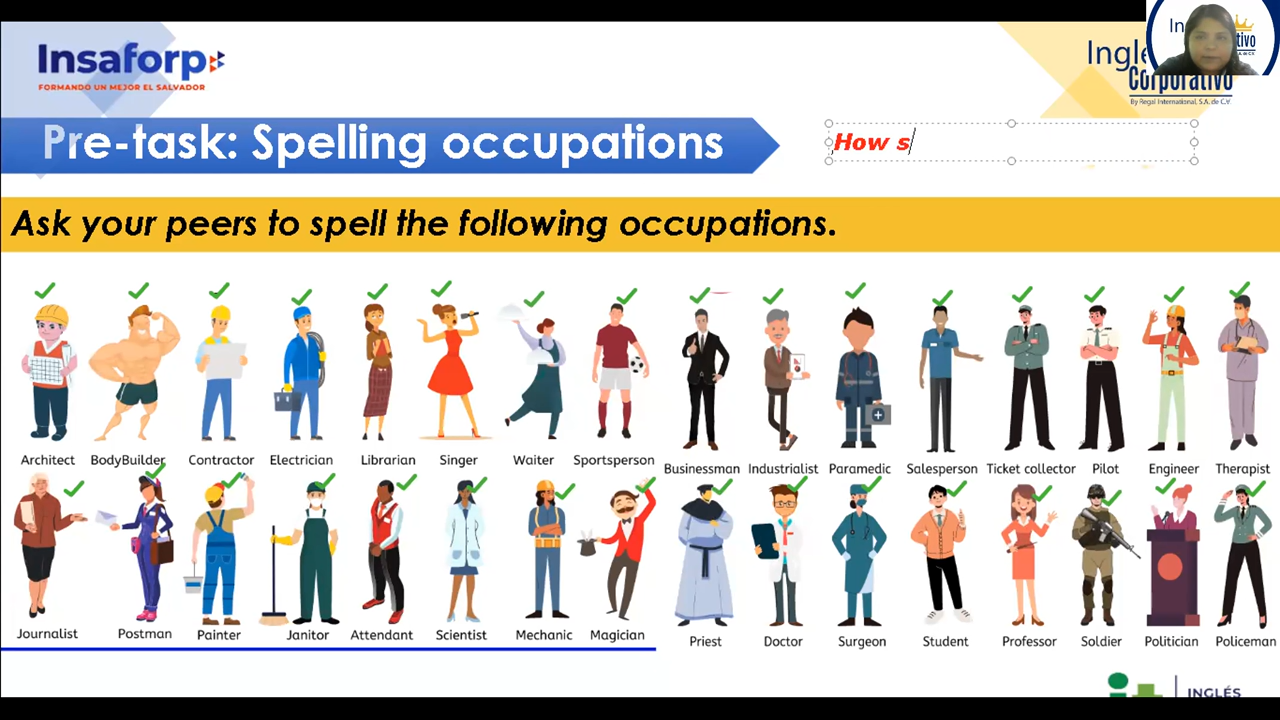 Insaforp
FORMANDO UN MEJOR EL SALVADOR
Inglés
Corporativo
By Regal International, S.A. de C.V.
Pre-task: Spelling occupations
How s
Ask your peers to spell the following occupations.
Architect BodyBuilder Contractor Electrician Librarian Singer Waiter Sportsperson Businessman Industrialist Paramedic Salesperson Ticket collector Pilot Engineer Therapist
Journalist Postman Painter Janitor Attendant Scientist Mechanic Magician Priest Doctor Surgeon Student Professor Soldier Politician Policeman
INGLÉS